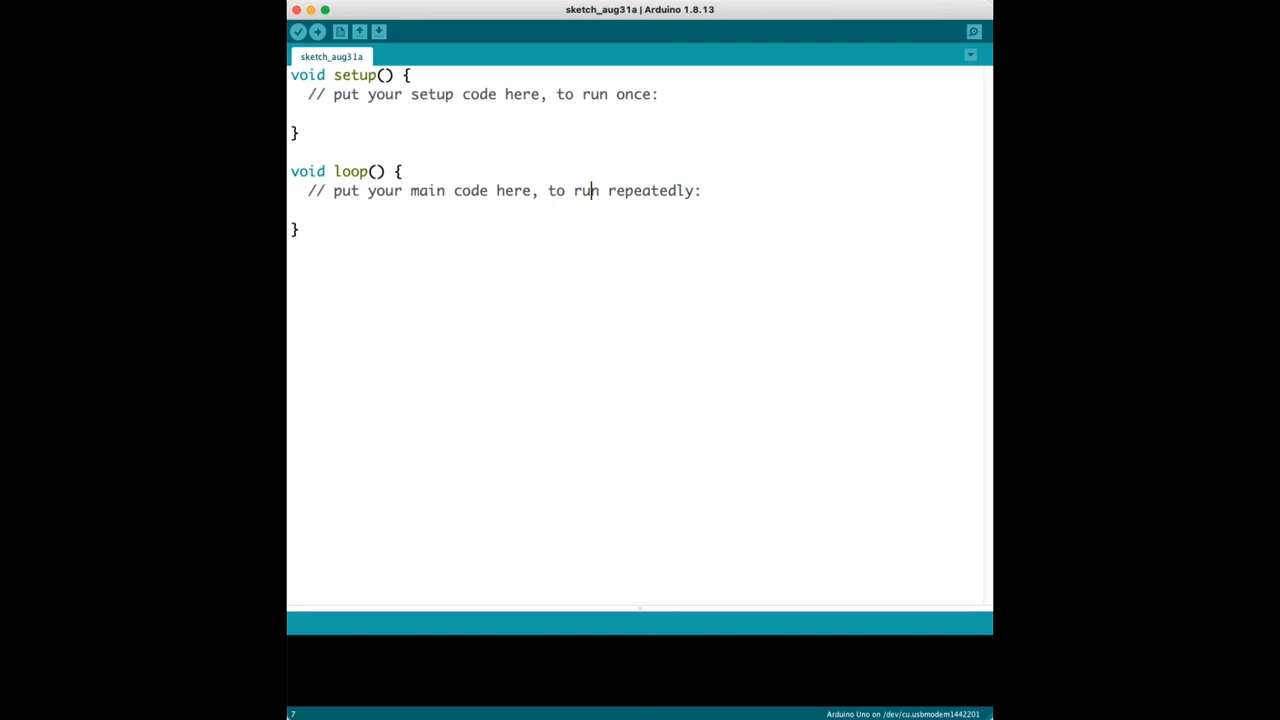 sketch_aug31a | Arduino 1.8.13
sketch_aug31a
void setup() {
  // put your setup code here, to run once:
}
void loop() {
  // put your main code here, to run repeatedly:
}
7
Arduino Uno on /dev/cu.usbmodem1442201